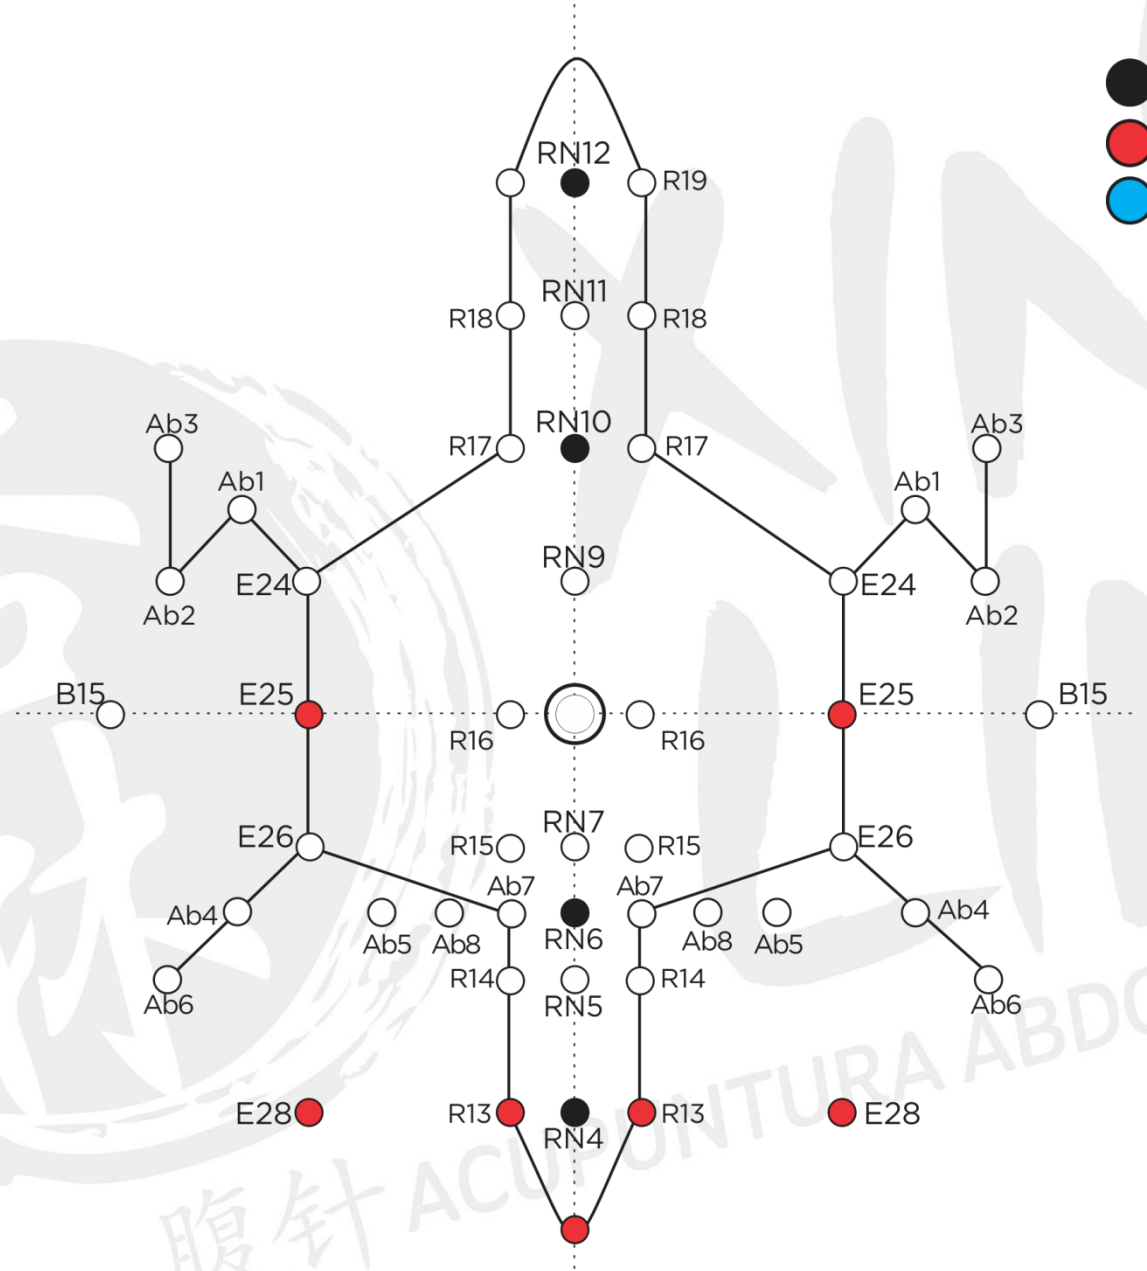 RN12
R19
RN11
R18 R18
RN10
R17 R17
Ab3 Ab3
Ab1 Ab1
RN9
E24 E24
Ab2 Ab2
B15 E25 E25 B15
R16 R16
RN7
E26 R15 R15 E26
Ab7 Ab7
Ab4 Ab5 Ab8 RN6 Ab8 Ab5 Ab4
R14 RN5 R14
Ab6 Ab6
E28 R13 R13 E28
RN4
腹针 ACUPUNTURA ABDO